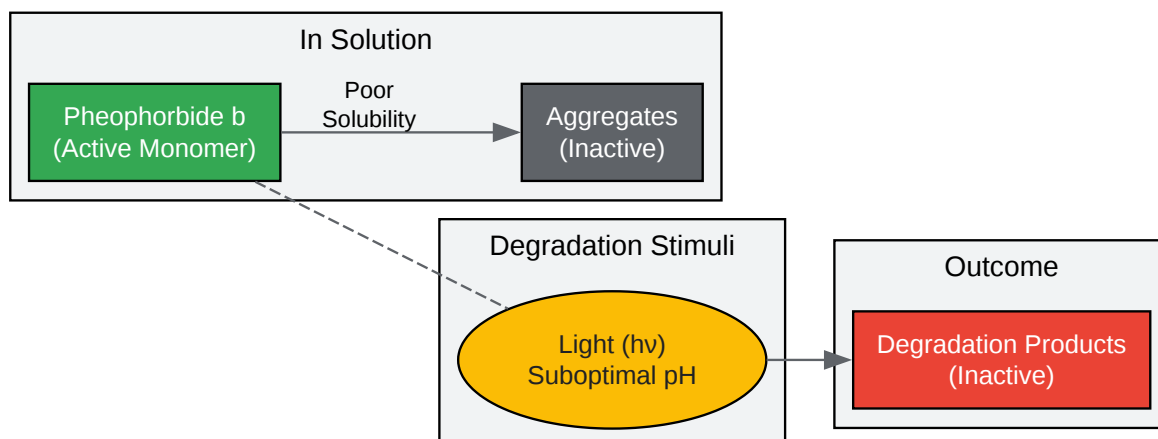 In Solution
Pheophorbide b
(Active Monomer)
Poor
Solubility
Aggregates
(Inactive)
Degradation Stimuli
Light (hν)
Suboptimal pH
Outcome
Degradation Products
(Inactive)